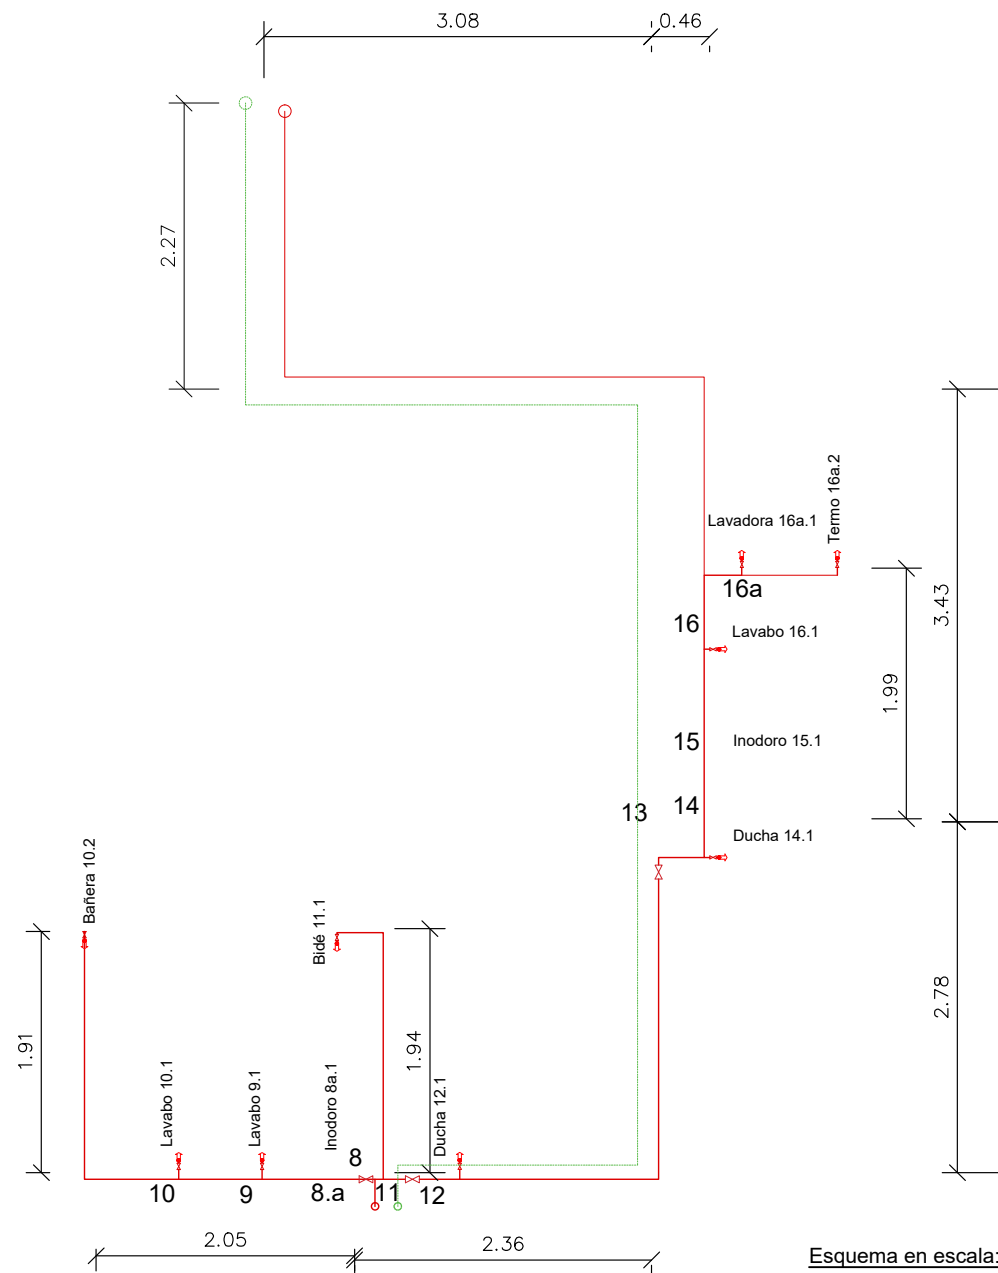 3.08
0.46
2.27
Termo 16a.2
Lavadora 16a.1
16a
16
Lavabo 16.1
3.43
1.99
15
Inodoro 15.1
13
14
Ducha 14.1
Bañera 10.2
Bidé 11.1
2.78
1.91
1.94
Lavabo 10.1
Lavabo 9.1
Inodoro 8a.1
Ducha 12.1
8
10
9
8.a
11
12
2.05
2.36
Esquema en escala: